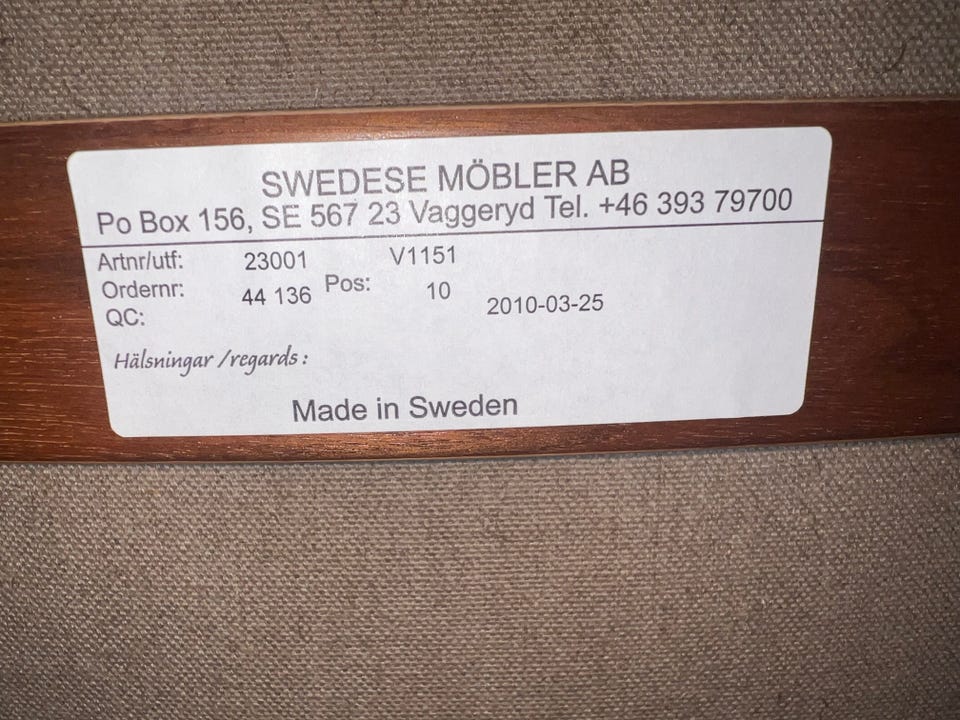 SWEDESE MÖBLER AB
Po Box 156, SE 567 23 Vaggeryd Tel. +46 393 79700
Artnr/utf: 23001 V1151
Ordernr: 44 136 Pos: 10 2010-03-25
QC:
Hälsningar /regards :
Made in Sweden